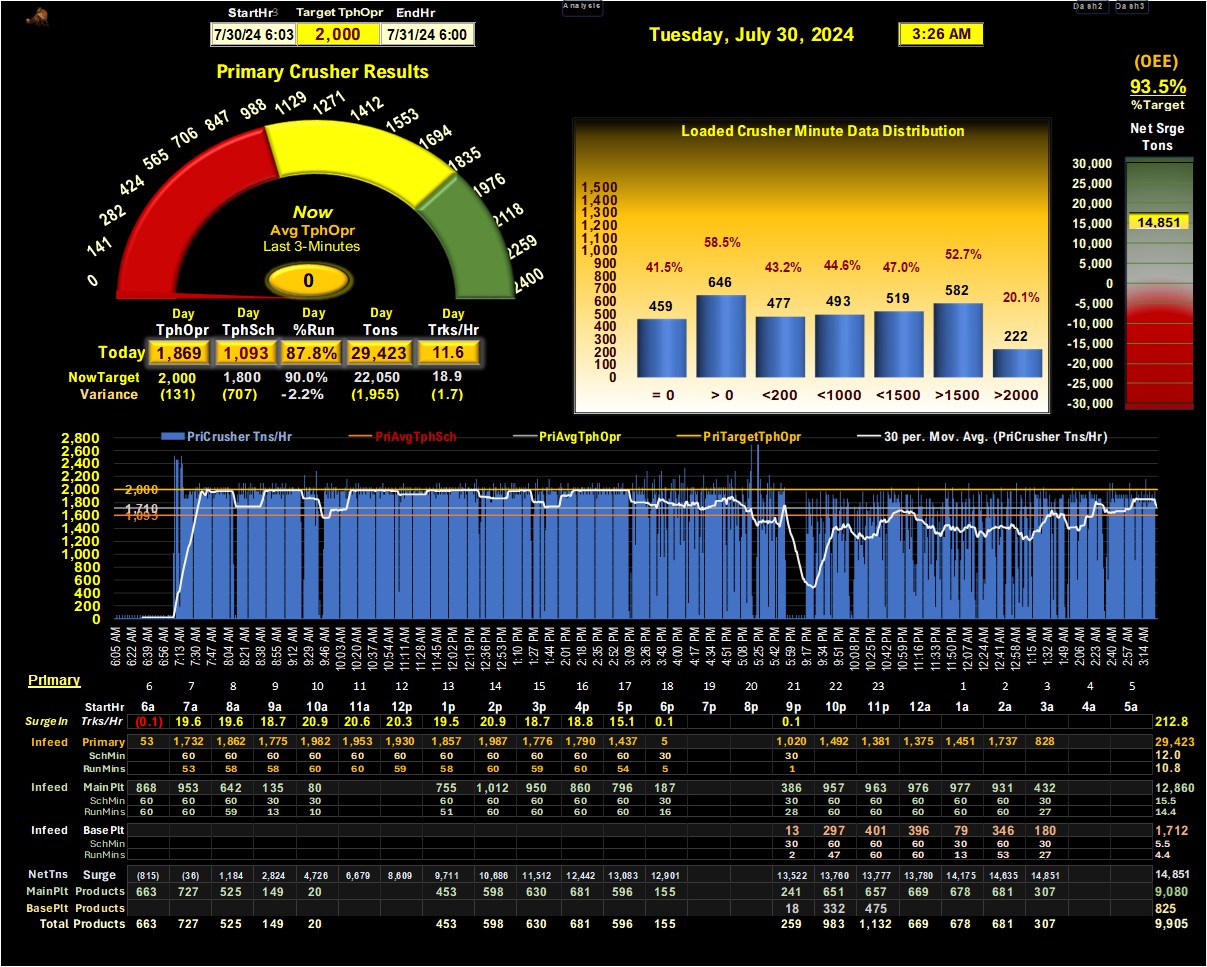 Analysis
Dash2 Dash3
StartHr3 Target TphOpr EndHr
7/30/24 6:03 2,000 7/31/24 6:00
Tuesday, July 30, 2024 3:26 AM
(OEE)
93.5%
%Target
Net Srge
Tons
30,000
25,000
20,000
15,000
14,851
10,000
5,000
0
-5,000
-10,000
-15,000
-20,000
-25,000
-30,000
Primary Crusher Results
0 141 282 424 565 706 847 988 1129 1271 1412 1553 1694 1835 1976 2118 2259 2400
Now
Avg TphOpr
Last 3-Minutes
0
Day Day Day Day Day
TphOpr TphSch %Run Tons Trks/Hr
Today 1,869 1,093 87.8% 29,423 11.6
NowTarget 2,000 1,800 90.0% 22,050 18.9
Variance (131) (707) -2.2% (1,955) (1.7)
Loaded Crusher Minute Data Distribution
1,500
1,400
1,300
1,200
1,100
1,000
900
800
700
600
500
400
300
200
100
0
41.5% 58.5% 43.2% 44.6% 47.0% 52.7% 20.1%
459 646 477 493 519 582 222
= 0 > 0 <200 <1000 <1500 >1500 >2000
PriCrusher Tns/Hr PriAvgTphSch PriAvgTphOpr PriTargetTphOpr 30 per. Mov. Avg. (PriCrusher Tns/Hr)
2,800
2,600
2,400
2,200
2,000
1,800
1,600
1,400
1,200
1,000
800
600
400
200
0
2,000
1,710
1,093
6:05 AM 6:22 AM 6:39 AM 6:56 AM 7:13 AM 7:30 AM 7:47 AM 8:04 AM 8:21 AM 8:38 AM 8:55 AM 9:12 AM 9:29 AM 9:46 AM 10:03 AM 10:20 AM 10:37 AM 10:54 AM 11:11 AM 11:28 AM 11:45 AM 12:02 PM 12:19 PM 12:36 PM 12:53 PM 1:10 PM 1:27 PM 1:44 PM 2:01 PM 2:18 PM 2:35 PM 2:52 PM 3:09 PM 3:26 PM 3:43 PM 4:00 PM 4:17 PM 4:34 PM 4:51 PM 5:08 PM 5:25 PM 5:42 PM 8:59 PM 9:17 PM 9:34 PM 9:51 PM 10:08 PM 10:25 PM 10:42 PM 10:59 PM 11:16 PM 11:33 PM 11:50 PM 12:07 AM 12:24 AM 12:41 AM 12:58 AM 1:15 AM 1:32 AM 1:49 AM 2:06 AM 2:23 AM 2:40 AM 2:57 AM 3:14 AM
Primary
6 7 8 9 10 11 12 13 14 15 16 17 18 19 20 21 22 23 1 2 3 4 5
StartHr 6a 7a 8a 9a 10a 11a 12a 1p 2p 3p 4p 5p 6p 7p 8p 9p 10p 11p 12a 1a 2a 3a 4a 5a
SurgeIn Trks/Hr (0.1) 19.6 19.6 18.7 20.9 20.6 20.3 19.5 20.9 18.7 18.8 15.1 0.1 0.1 212.8
Infeed Primary 53 1,732 1,862 1,775 1,982 1,953 1,930 1,857 1,987 1,776 1,790 1,437 5 1,020 1,492 1,381 1,375 1,451 1,737 828 29,423
SchMin 60 60 60 60 60 60 60 60 60 60 60 30 30 12.0
RunMins 53 58 58 60 60 59 58 60 59 60 54 5 1 10.8
Infeed MainPlt 868 953 642 135 80 755 1,012 950 860 796 187 386 957 963 976 977 931 432 12,860
SchMin 60 60 60 30 30 60 60 60 60 60 30 30 60 60 60 60 60 30 15.5
RunMins 60 60 59 13 10 51 60 60 60 60 16 28 60 60 60 60 60 27 14.4
Infeed BasePlt 13 297 401 396 79 346 180 1,712
SchMin 30 60 60 60 30 60 30 5.5
RunMins 2 47 60 60 13 53 27 4.4
NetTns Surge (815) (36) 1,184 2,824 4,726 6,679 8,609 9,711 10,686 11,512 12,442 13,083 12,901 13,522 13,760 13,777 13,780 14,175 14,635 14,851 14,851
MainPlt Products 663 727 525 149 20 453 598 630 681 596 155 241 651 657 669 678 681 307 9,080
BasePlt Products 18 332 475 825
Total Products 663 727 525 149 20 453 598 630 681 596 155 259 983 1,132 669 678 681 307 9,905